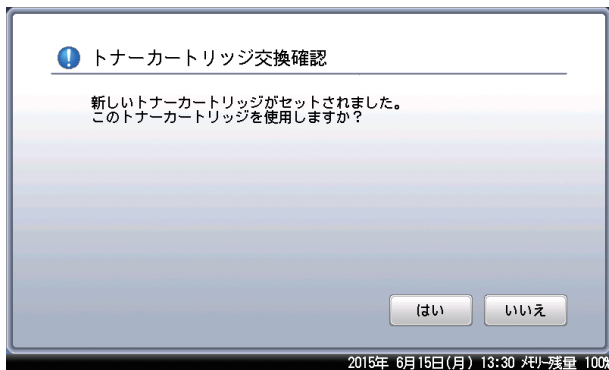 トナーカートリッジ交換確認
新しいトナーカートリッジがセットされました。
このトナーカートリッジを使用しますか？
はい いいえ
2015年 6月15日(月) 13:30 ﾒﾓﾘｰ残量 100%